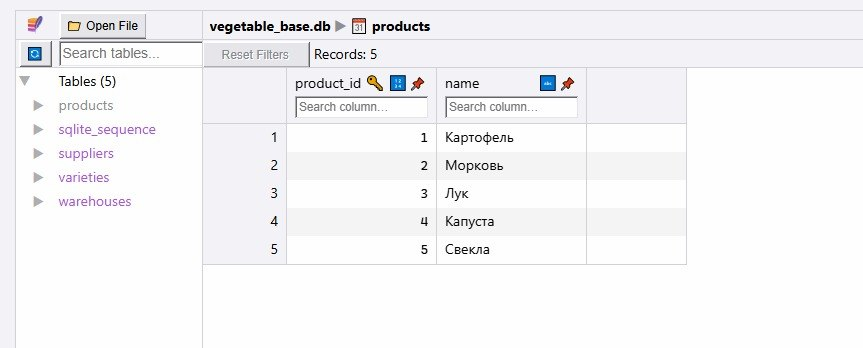 Open File
vegetable_base.db products
Search tables...
Reset Filters Records: 5
Tables (5)
products
sqlite_sequence
suppliers
varieties
warehouses
product_id name
Search column... Search column...
1 1 Картофель
2 2 Морковь
3 3 Лук
4 4 Капуста
5 5 Свекла